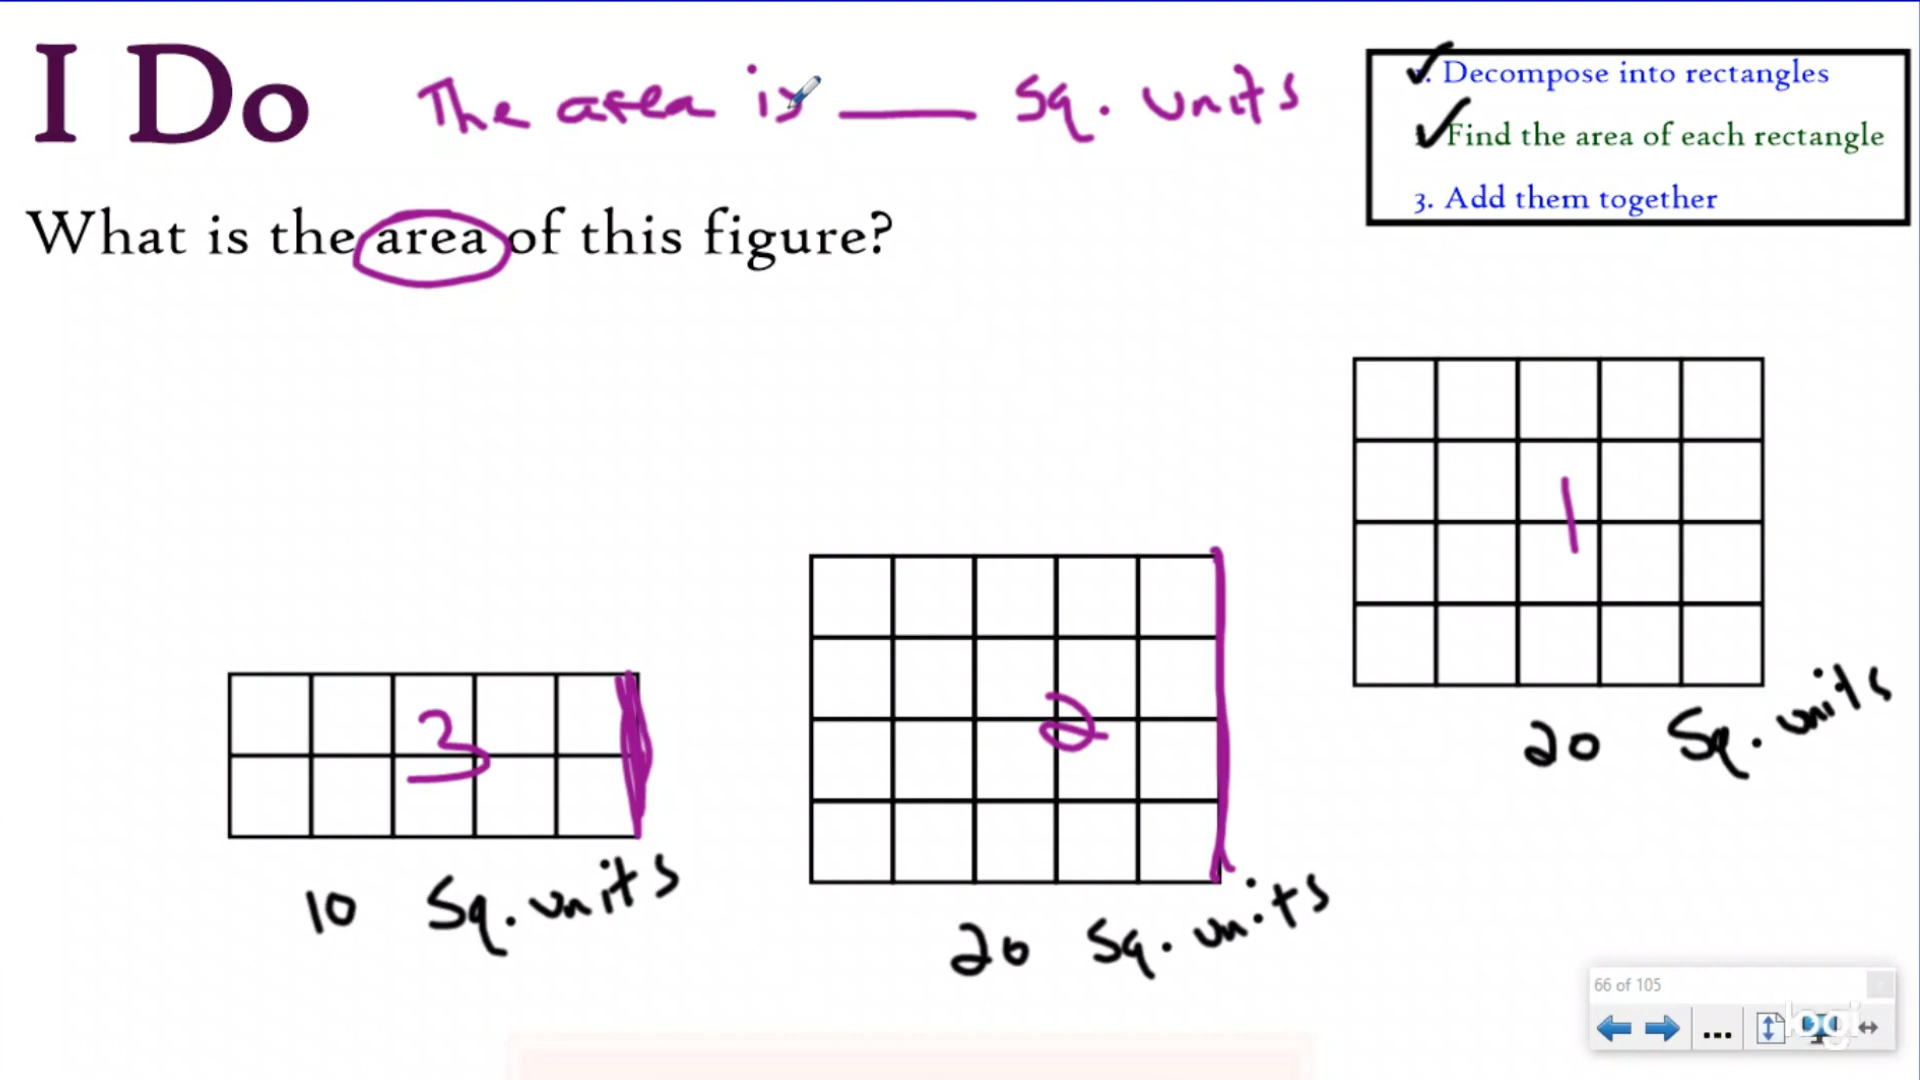 I Do
The area is ___ Sq. units
Decompose into rectangles
Find the area of each rectangle
3. Add them together
What is the area of this figure?
1
20 Sq. units
2
20 Sq. units
3
10 Sq. units
66 of 105
...
logi